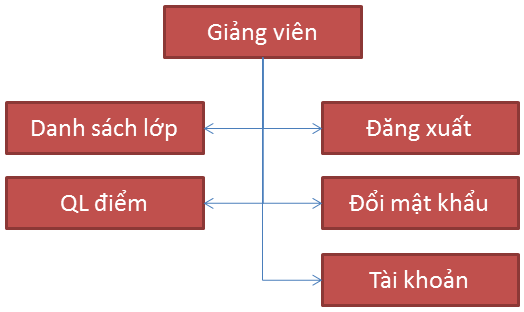 Giảng viên
Danh sách lớp
Đăng xuất
QL điểm
Đổi mật khẩu
Tài khoản